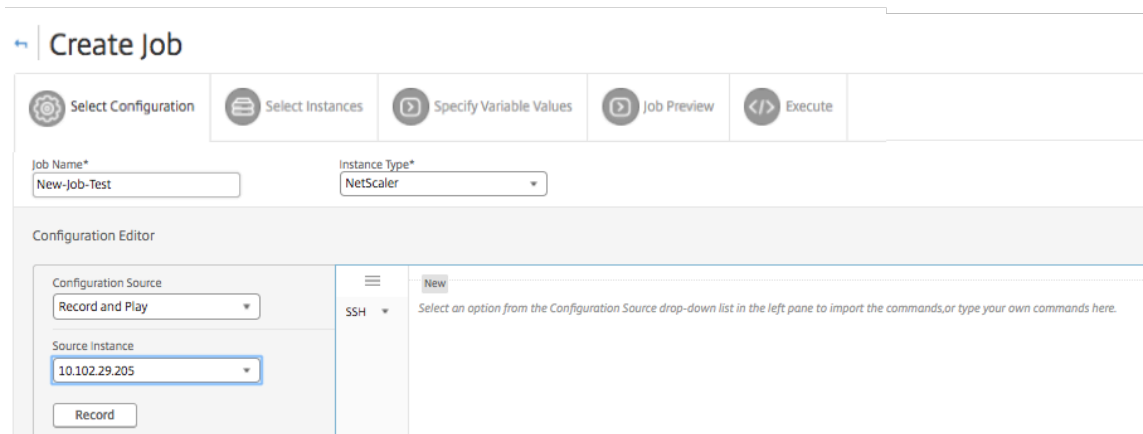 Create Job
Select Configuration
Select Instances
Specify Variable Values
Job Preview
</> Execute
Job Name*
Instance Type*
New-Job-Test
NetScaler
Configuration Editor
Configuration Source
Record and Play
Source Instance
10.102.29.205
Record
New
SSH
Select an option from the Configuration Source drop-down list in the left pane to import the commands,or type your own commands here.